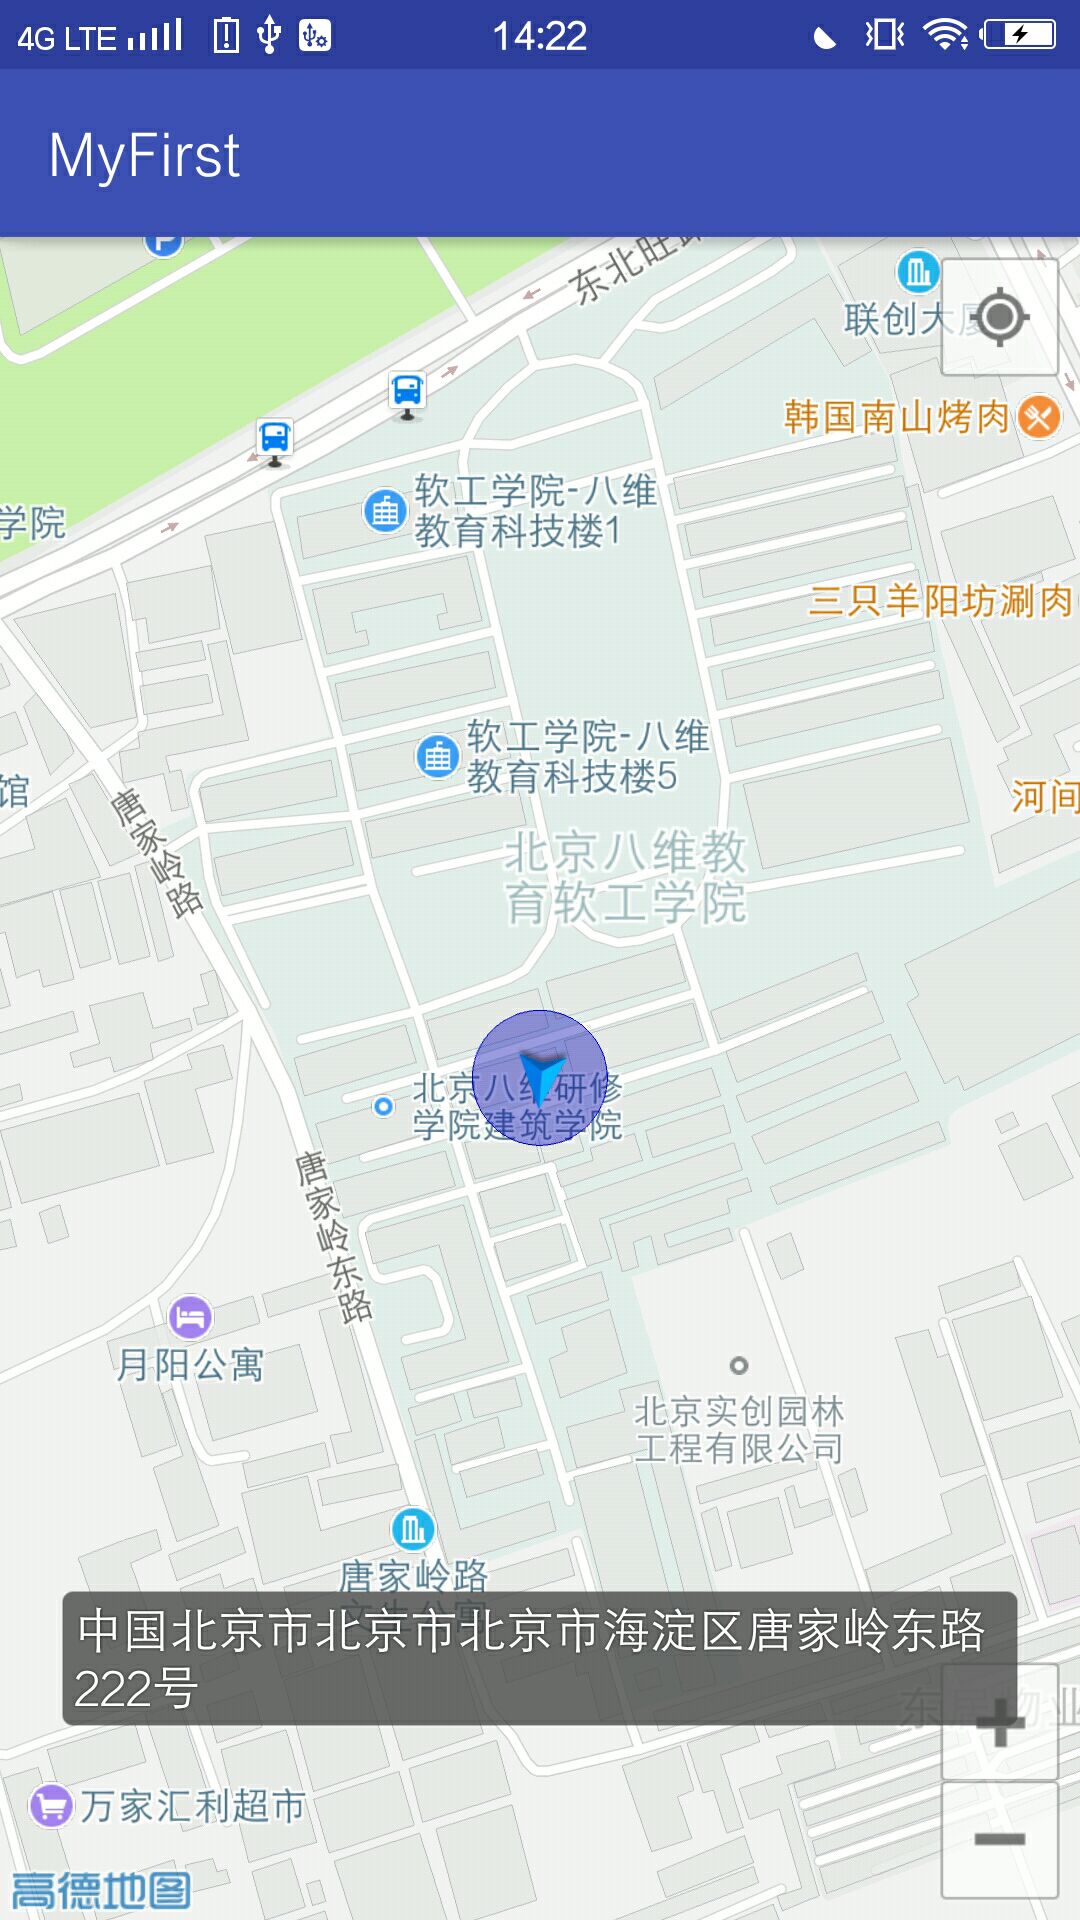 4G LTE
14:22
MyFirst
东北旺路
联创大厦
韩国南山烤肉
软工学院-八维
教育科技楼1
学院
三只羊阳坊涮肉
软工学院-八维
教育科技楼5
馆
河间
唐家岭路
北京八维教
育软工学院
北京八维研修
学院建筑学院
唐家岭东路
月阳公寓
北京实创园林
工程有限公司
唐家岭路
中国北京市北京市北京市海淀区唐家岭东路
222号
万家汇利超市
高德地图